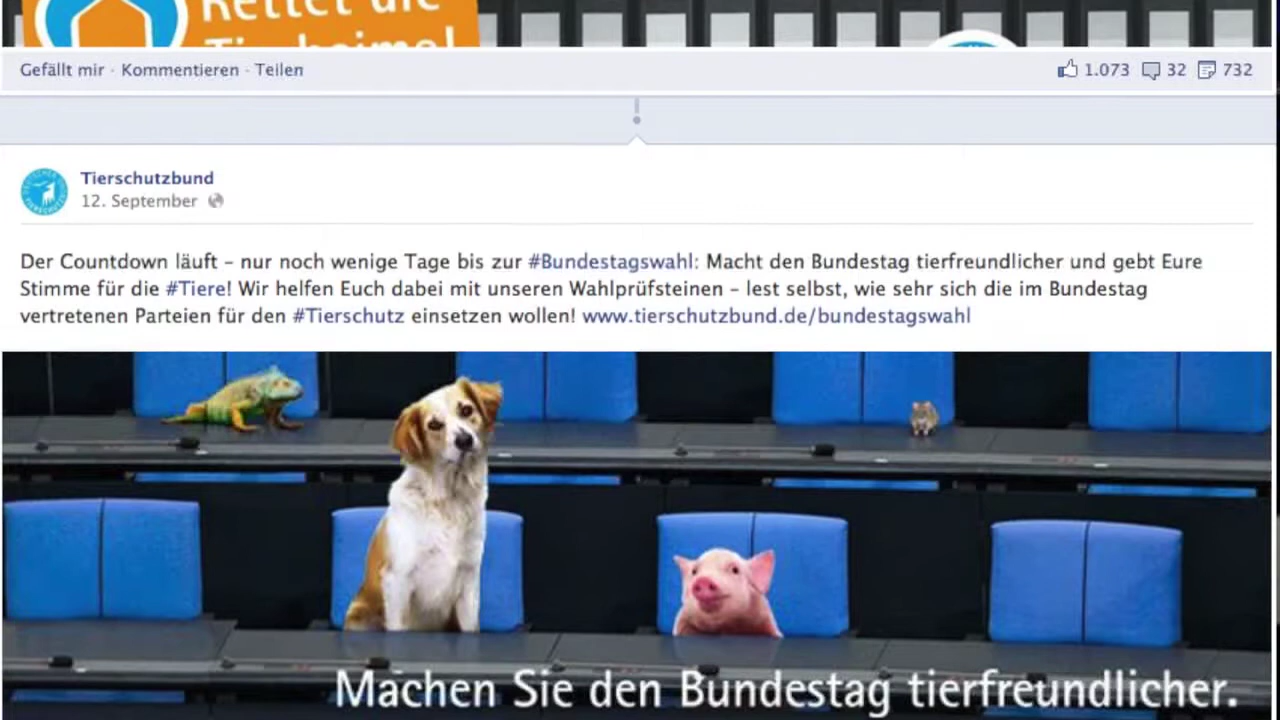 Rettet die
Tierheime!
Gefällt mir · Kommentieren · Teilen
1.073 32 732
Tierschutzbund
12. September
Der Countdown läuft – nur noch wenige Tage bis zur #Bundestagswahl: Macht den Bundestag tierfreundlicher und gebt Eure
Stimme für die #Tiere! Wir helfen Euch dabei mit unseren Wahlprüfsteinen – lest selbst, wie sehr sich die im Bundestag
vertretenen Parteien für den #Tierschutz einsetzen wollen! www.tierschutzbund.de/bundestagswahl
Machen Sie den Bundestag tierfreundlicher.